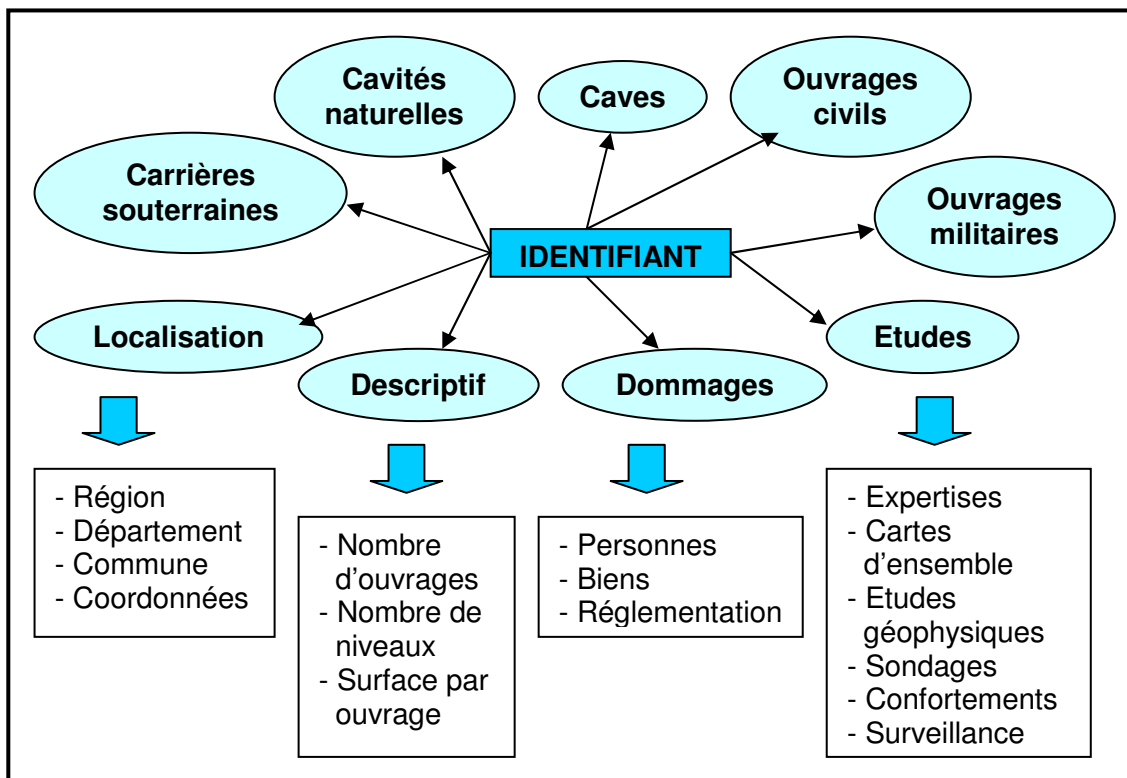 Cavités
naturelles
Caves
Ouvrages
civils
Carrières
souterraines
Ouvrages
militaires
IDENTIFIANT
Localisation
Descriptif
Dommages
Etudes
- Région
- Département
- Commune
- Coordonnées
- Nombre
d'ouvrages
- Nombre de
niveaux
- Surface par
ouvrage
- Personnes
- Biens
- Réglementation
- Expertises
- Cartes
d'ensemble
- Etudes
géophysiques
- Sondages
- Confortements
- Surveillance